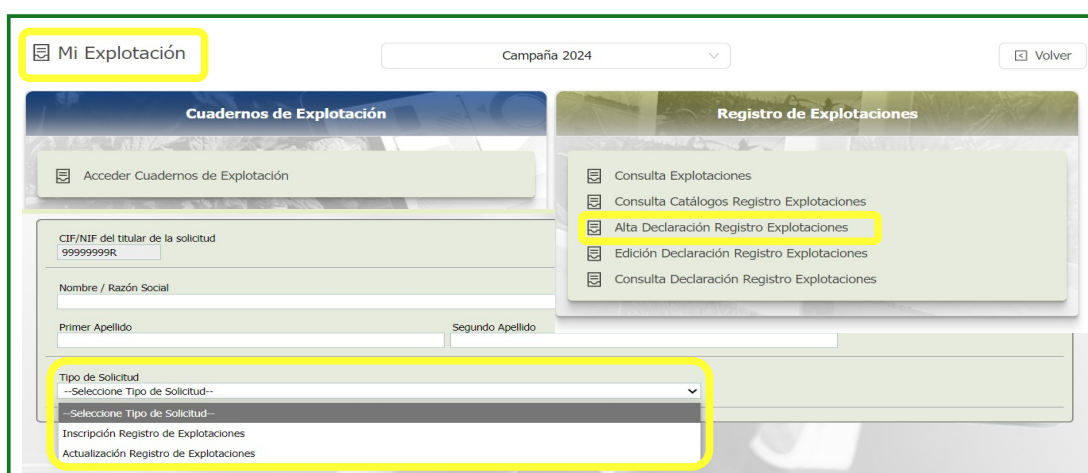 Mi Explotación
Campaña 2024
Volver
Cuadernos de Explotación
Acceder Cuadernos de Explotación
Registro de Explotaciones
Consulta Explotaciones
Consulta Catálogos Registro Explotaciones
Alta Declaración Registro Explotaciones
Edición Declaración Registro Explotaciones
Consulta Declaración Registro Explotaciones
CIF/NIF del titular de la solicitud
99999999R
Nombre / Razón Social
Primer Apellido
Segundo Apellido
Tipo de Solicitud
--Seleccione Tipo de Solicitud--
--Seleccione Tipo de Solicitud--
Inscripción Registro de Explotaciones
Actualización Registro de Explotaciones